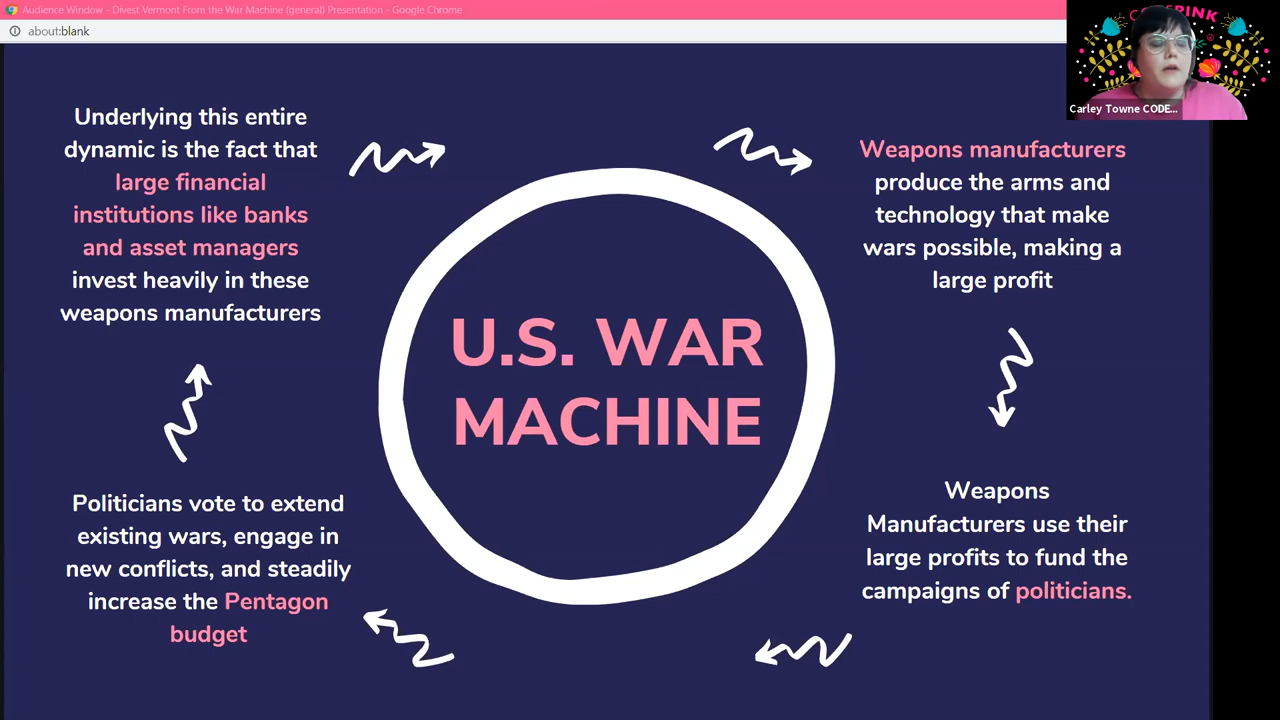 Audience Window - Divest Vermont From the War Machine (general) Presentation - Google Chrome
about:blank
Carley Towne CODE...
Underlying this entire
dynamic is the fact that
large financial
institutions like banks
and asset managers
invest heavily in these
weapons manufacturers
Weapons manufacturers
produce the arms and
technology that make
wars possible, making a
large profit
U.S. WAR
MACHINE
Weapons
Manufacturers use their
large profits to fund the
campaigns of politicians.
Politicians vote to extend
existing wars, engage in
new conflicts, and steadily
increase the Pentagon
budget